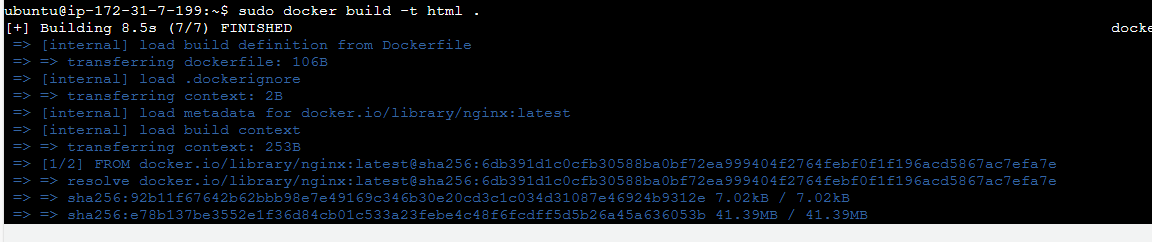 ubuntu@ip-172-31-7-199:~$ sudo docker build -t html .
[+] Building 8.5s (7/7) FINISHED docke
=> [internal] load build definition from Dockerfile
=> => transferring dockerfile: 106B
=> [internal] load .dockerignore
=> => transferring context: 2B
=> [internal] load metadata for docker.io/library/nginx:latest
=> [internal] load build context
=> => transferring context: 253B
=> [1/2] FROM docker.io/library/nginx:latest@sha256:6db391d1c0cfb30588ba0bf72ea999404f2764febf0f1f196acd5867ac7efa7e
=> => resolve docker.io/library/nginx:latest@sha256:6db391d1c0cfb30588ba0bf72ea999404f2764febf0f1f196acd5867ac7efa7e
=> => sha256:92b11f67642b62bbb98e7e49169c346b30e20cd3c1c034d31087e46924b9312e 7.02kB / 7.02kB
=> => sha256:e78b137be3552e1f36d84cb01c533a23febe4c48f6fcdff5d5b26a45a636053b 41.39MB / 41.39MB